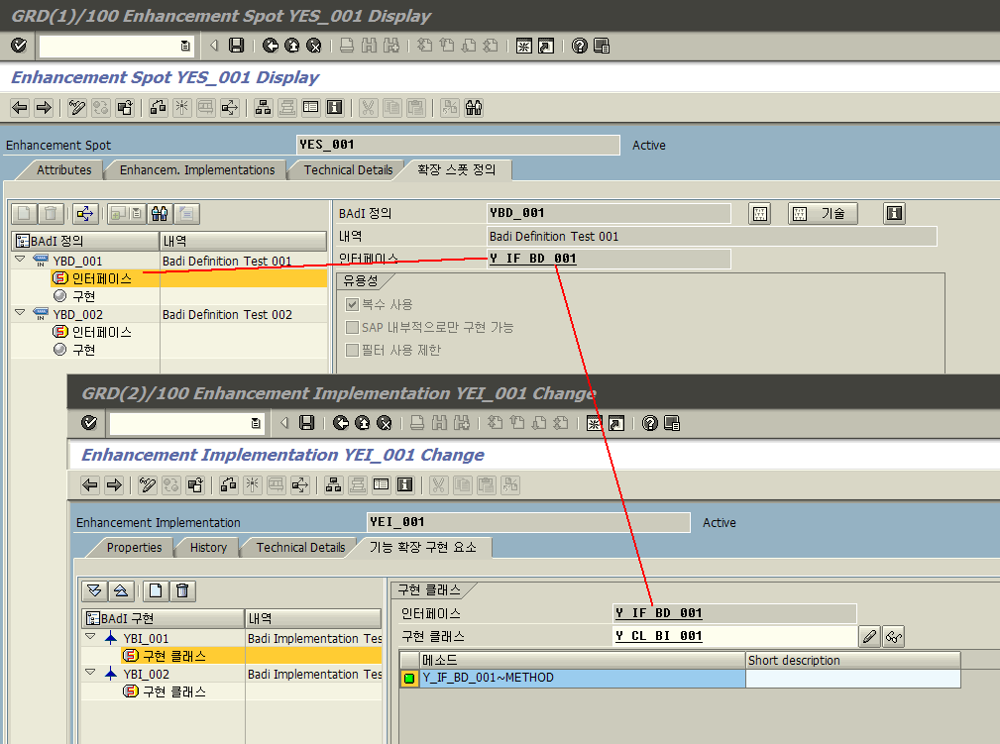 GRD(1)/100 Enhancement Spot YES_001 Display
Enhancement Spot YES_001 Display
Enhancement Spot YES_001 Active
Attributes Enhancem. Implementations Technical Details 확장 스폿 정의
BAdI 정의 YBD_001 기술
BAdI 정의 내역
내역 Badi Definition Test 001
YBD_001 Badi Definition Test 001
인터페이스 Y_IF_BD_001
인터페이스
유용성
구현
복수 사용
YBD_002 Badi Definition Test 002
SAP 내부적으로만 구현 가능
인터페이스
구현
필터 사용 제한
GRD(2)/100 Enhancement Implementation YEI_001 Change
Enhancement Implementation YEI_001 Change
Enhancement Implementation YEI_001 Active
Properties History Technical Details 기능 확장 구현 요소
구현 클래스
BAdI 구현 내역
인터페이스 Y_IF_BD_001
YBI_001 Badi Implementation Tes
구현 클래스 Y_CL_BI_001
구현 클래스
메소드 Short description
YBI_002 Badi Implementation Tes
Y_IF_BD_001~METHOD
구현 클래스